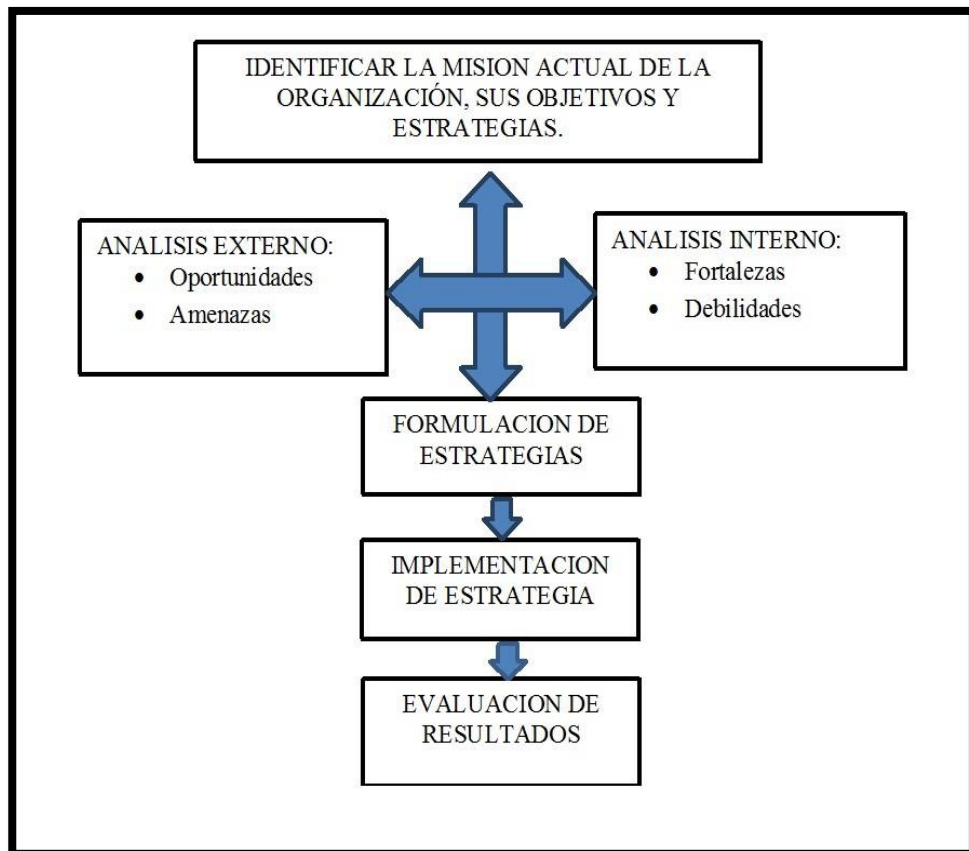 IDENTIFICAR LA MISION ACTUAL DE LA
ORGANIZACIÓN, SUS OBJETIVOS Y
ESTRATEGIAS.
ANALISIS EXTERNO:
• Oportunidades
• Amenazas
ANALISIS INTERNO:
• Fortalezas
• Debilidades
FORMULACION DE
ESTRATEGIAS
IMPLEMENTACION
DE ESTRATEGIA
EVALUACION DE
RESULTADOS